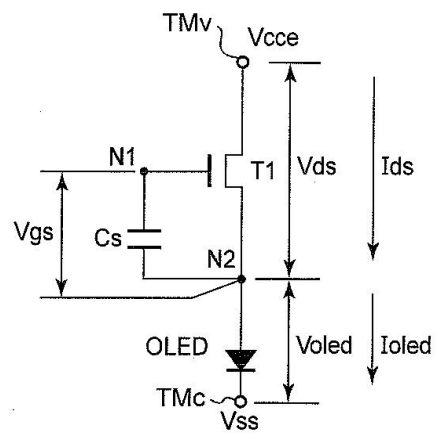 TMv
Vcce
N1
T1
Vds
Ids
Vgs
Cs
N2
OLED
Voled
Ioled
TMc
Vss